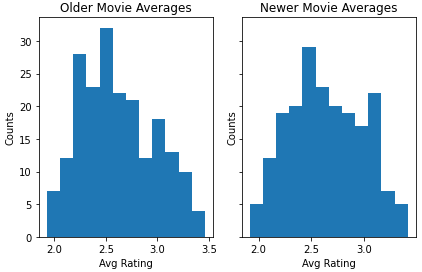 Older Movie Averages
Newer Movie Averages
30
25
20
15
10
5
0
Counts
Counts
2.0 2.5 3.0 3.5
2.0 2.5 3.0
Avg Rating
Avg Rating